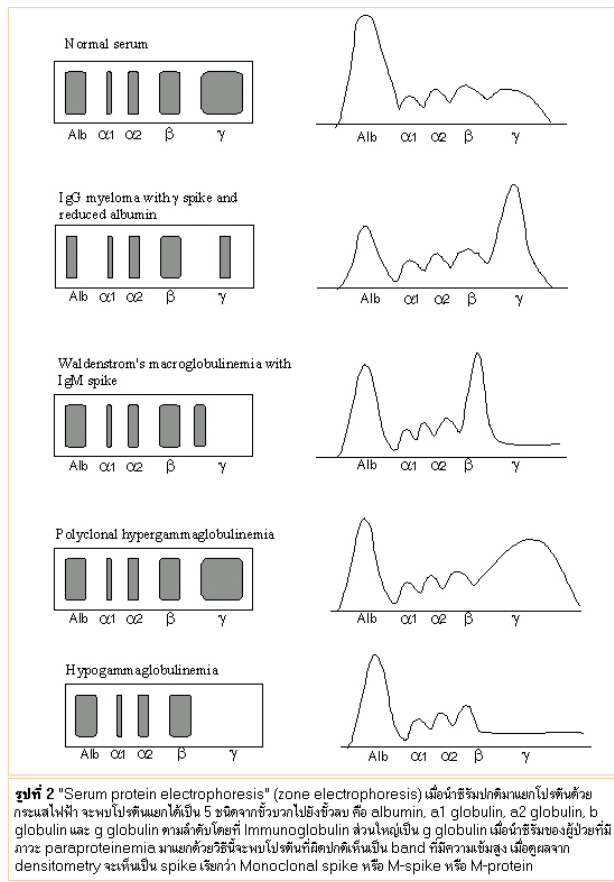 Normal serum
Alb α1 α2 β γ
Alb α1 α2 β γ
IgG myeloma with γ spike and
reduced albumin
Alb α1 α2 β γ
Alb α1 α2 β γ
Waldenstrom's macroglobulinemia with
IgM spike
Alb α1 α2 β γ
Alb α1 α2 β γ
Polyclonal hypergammaglobulinemia
Alb α1 α2 β γ
Alb α1 α2 β γ
Hypogammaglobulinemia
Alb α1 α2 β γ
Alb α1 α2 β γ
รูปที่ 2 "Serum protein electrophoresis" (zone electrophoresis) เมื่อนำซีรัมปกติมาแยกโปรตีนด้วย
กระแสไฟฟ้า จะพบโปรตีนแยกได้เป็น 5 ชนิดจากขั้วบวกไปยังขั้วลบ คือ albumin, a1 globulin, a2 globulin, b
globulin และ g globulin ตามลำดับโดยที่ Immunoglobulin ส่วนใหญ่เป็น g globulin เมื่อนำซีรัมของผู้ป่วยที่มี
ภาวะ paraproteinemia มาแยกด้วยวิธีนี้จะพบโปรตีนที่ผิดปกติเห็นเป็น band ที่มีความเข้มสูง เมื่อดูผลจาก
densitometry จะเห็นเป็น spike เรียกว่า Monoclonal spike หรือ M-spike หรือ M-protein